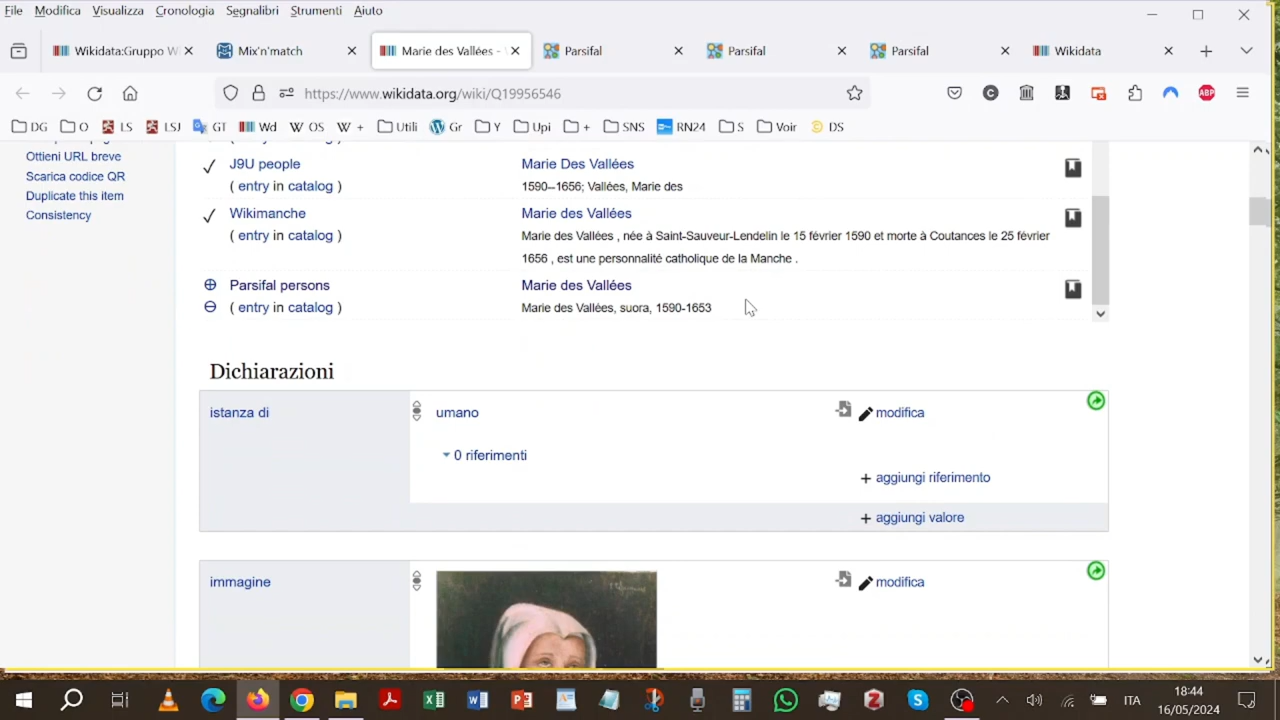 File Modifica Visualizza Cronologia Segnalibri Strumenti Aiuto
Wikidata:Gruppo Mix'n'match Marie des Vallées - Parsifal Parsifal Parsifal Wikidata
https://www.wikidata.org/wiki/Q19956546
DG O LS LSJ GT Wd OS + Utili Gr Y Upi + SNS RN24 S Voir DS
Ottieni URL breve
Scarica codice QR
Duplicate this item
Consistency
J9U people Marie Des Vallées
( entry in catalog ) 1590--1656; Vallées, Marie des
Wikimanche Marie des Vallées
( entry in catalog ) Marie des Vallées , née à Saint-Sauveur-Lendelin le 15 février 1590 et morte à Coutances le 25 février
1656 , est une personnalité catholique de la Manche .
Parsifal persons Marie des Vallées
( entry in catalog ) Marie des Vallées, suora, 1590-1653
Dichiarazioni
istanza di umano modifica
0 riferimenti
+ aggiungi riferimento
+ aggiungi valore
immagine modifica
ITA
18:44
16/05/2024